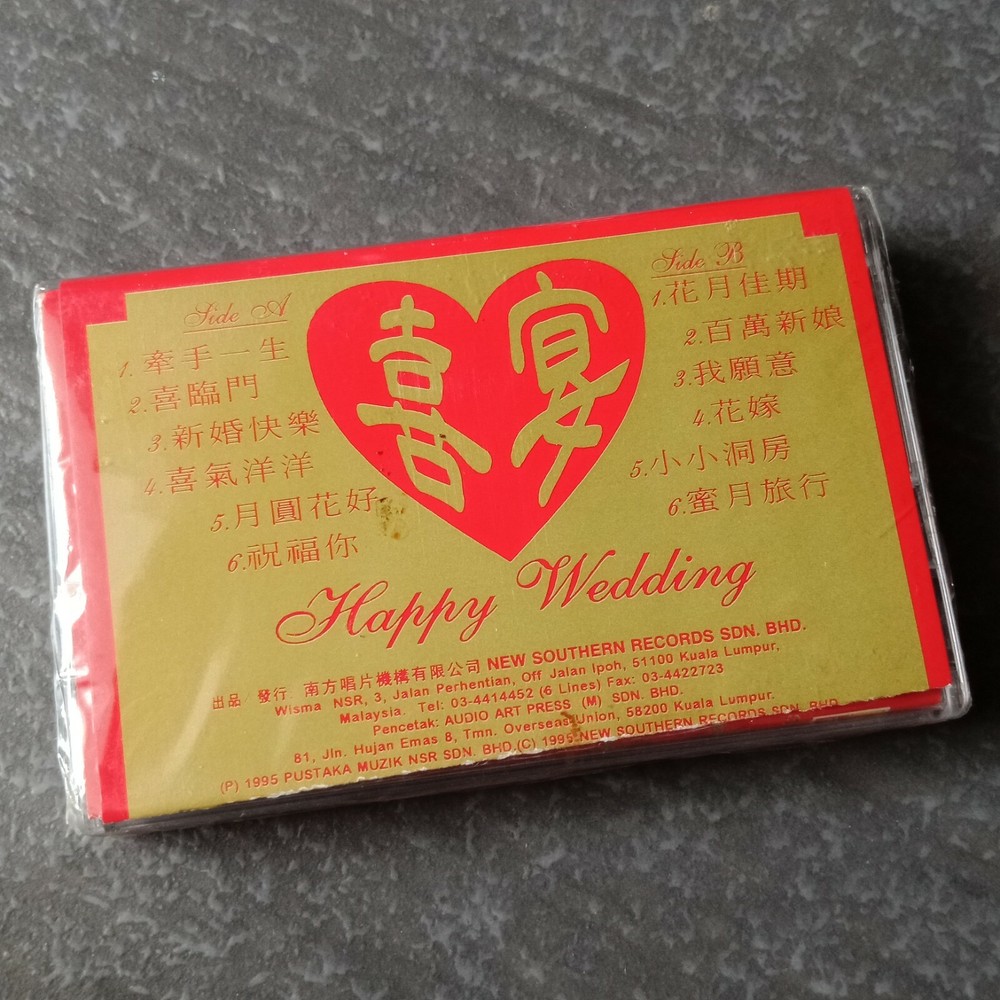 Side A
1.牽手一生
2.喜臨門
3.新婚快樂
4.喜氣洋洋
5.月圓花好
6.祝福你
喜宴
Side B
1.花月佳期
2.百萬新娘
3.我願意
4.花嫁
5.小小洞房
6.蜜月旅行
Happy Wedding
出品/發行 南方唱片機構有限公司 NEW SOUTHERN RECORDS SDN. BHD.
Wisma NSR, 3, Jalan Perhentian, Off Jalan Ipoh, 51100 Kuala Lumpur,
Malaysia. Tel: 03-4414452 (6 Lines) Fax: 03-4422723
Pencetak: AUDIO ART PRESS (M) SDN. BHD.
81, Jln. Hujan Emas 8, Tmn. Overseas Union, 58200 Kuala Lumpur.
(P) 1995 PUSTAKA MUZIK NSR SDN. BHD.(C) 1995 NEW SOUTHERN RECORDS SDN. BHD.